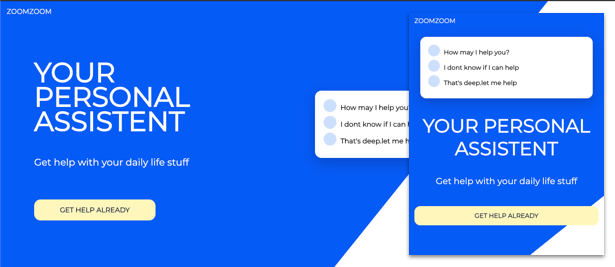 ZOOMZOOM
YOUR
PERSONAL
ASSISTENT
Get help with your daily life stuff
GET HELP ALREADY
How may I help you?
I dont know if I can h
That's deep.let me h
ZOOMZOOM
How may I help you?
I dont know if I can help
That's deep.let me help
YOUR PERSONAL
ASSISTENT
Get help with your daily life stuff
GET HELP ALREADY